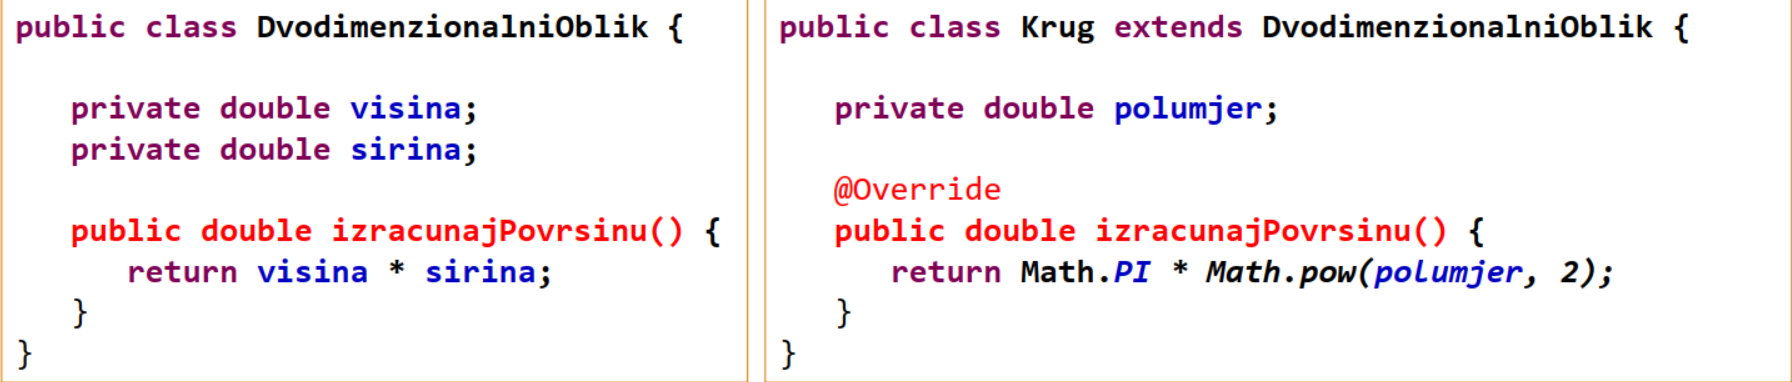 public class DvodimenzionalniOblik {
private double visina;
private double sirina;
public double izracunajPovrsinu() {
return visina * sirina;
}
}
public class Krug extends DvodimenzionalniOblik {
private double polumjer;
@Override
public double izracunajPovrsinu() {
return Math.PI * Math.pow(polumjer, 2);
}
}